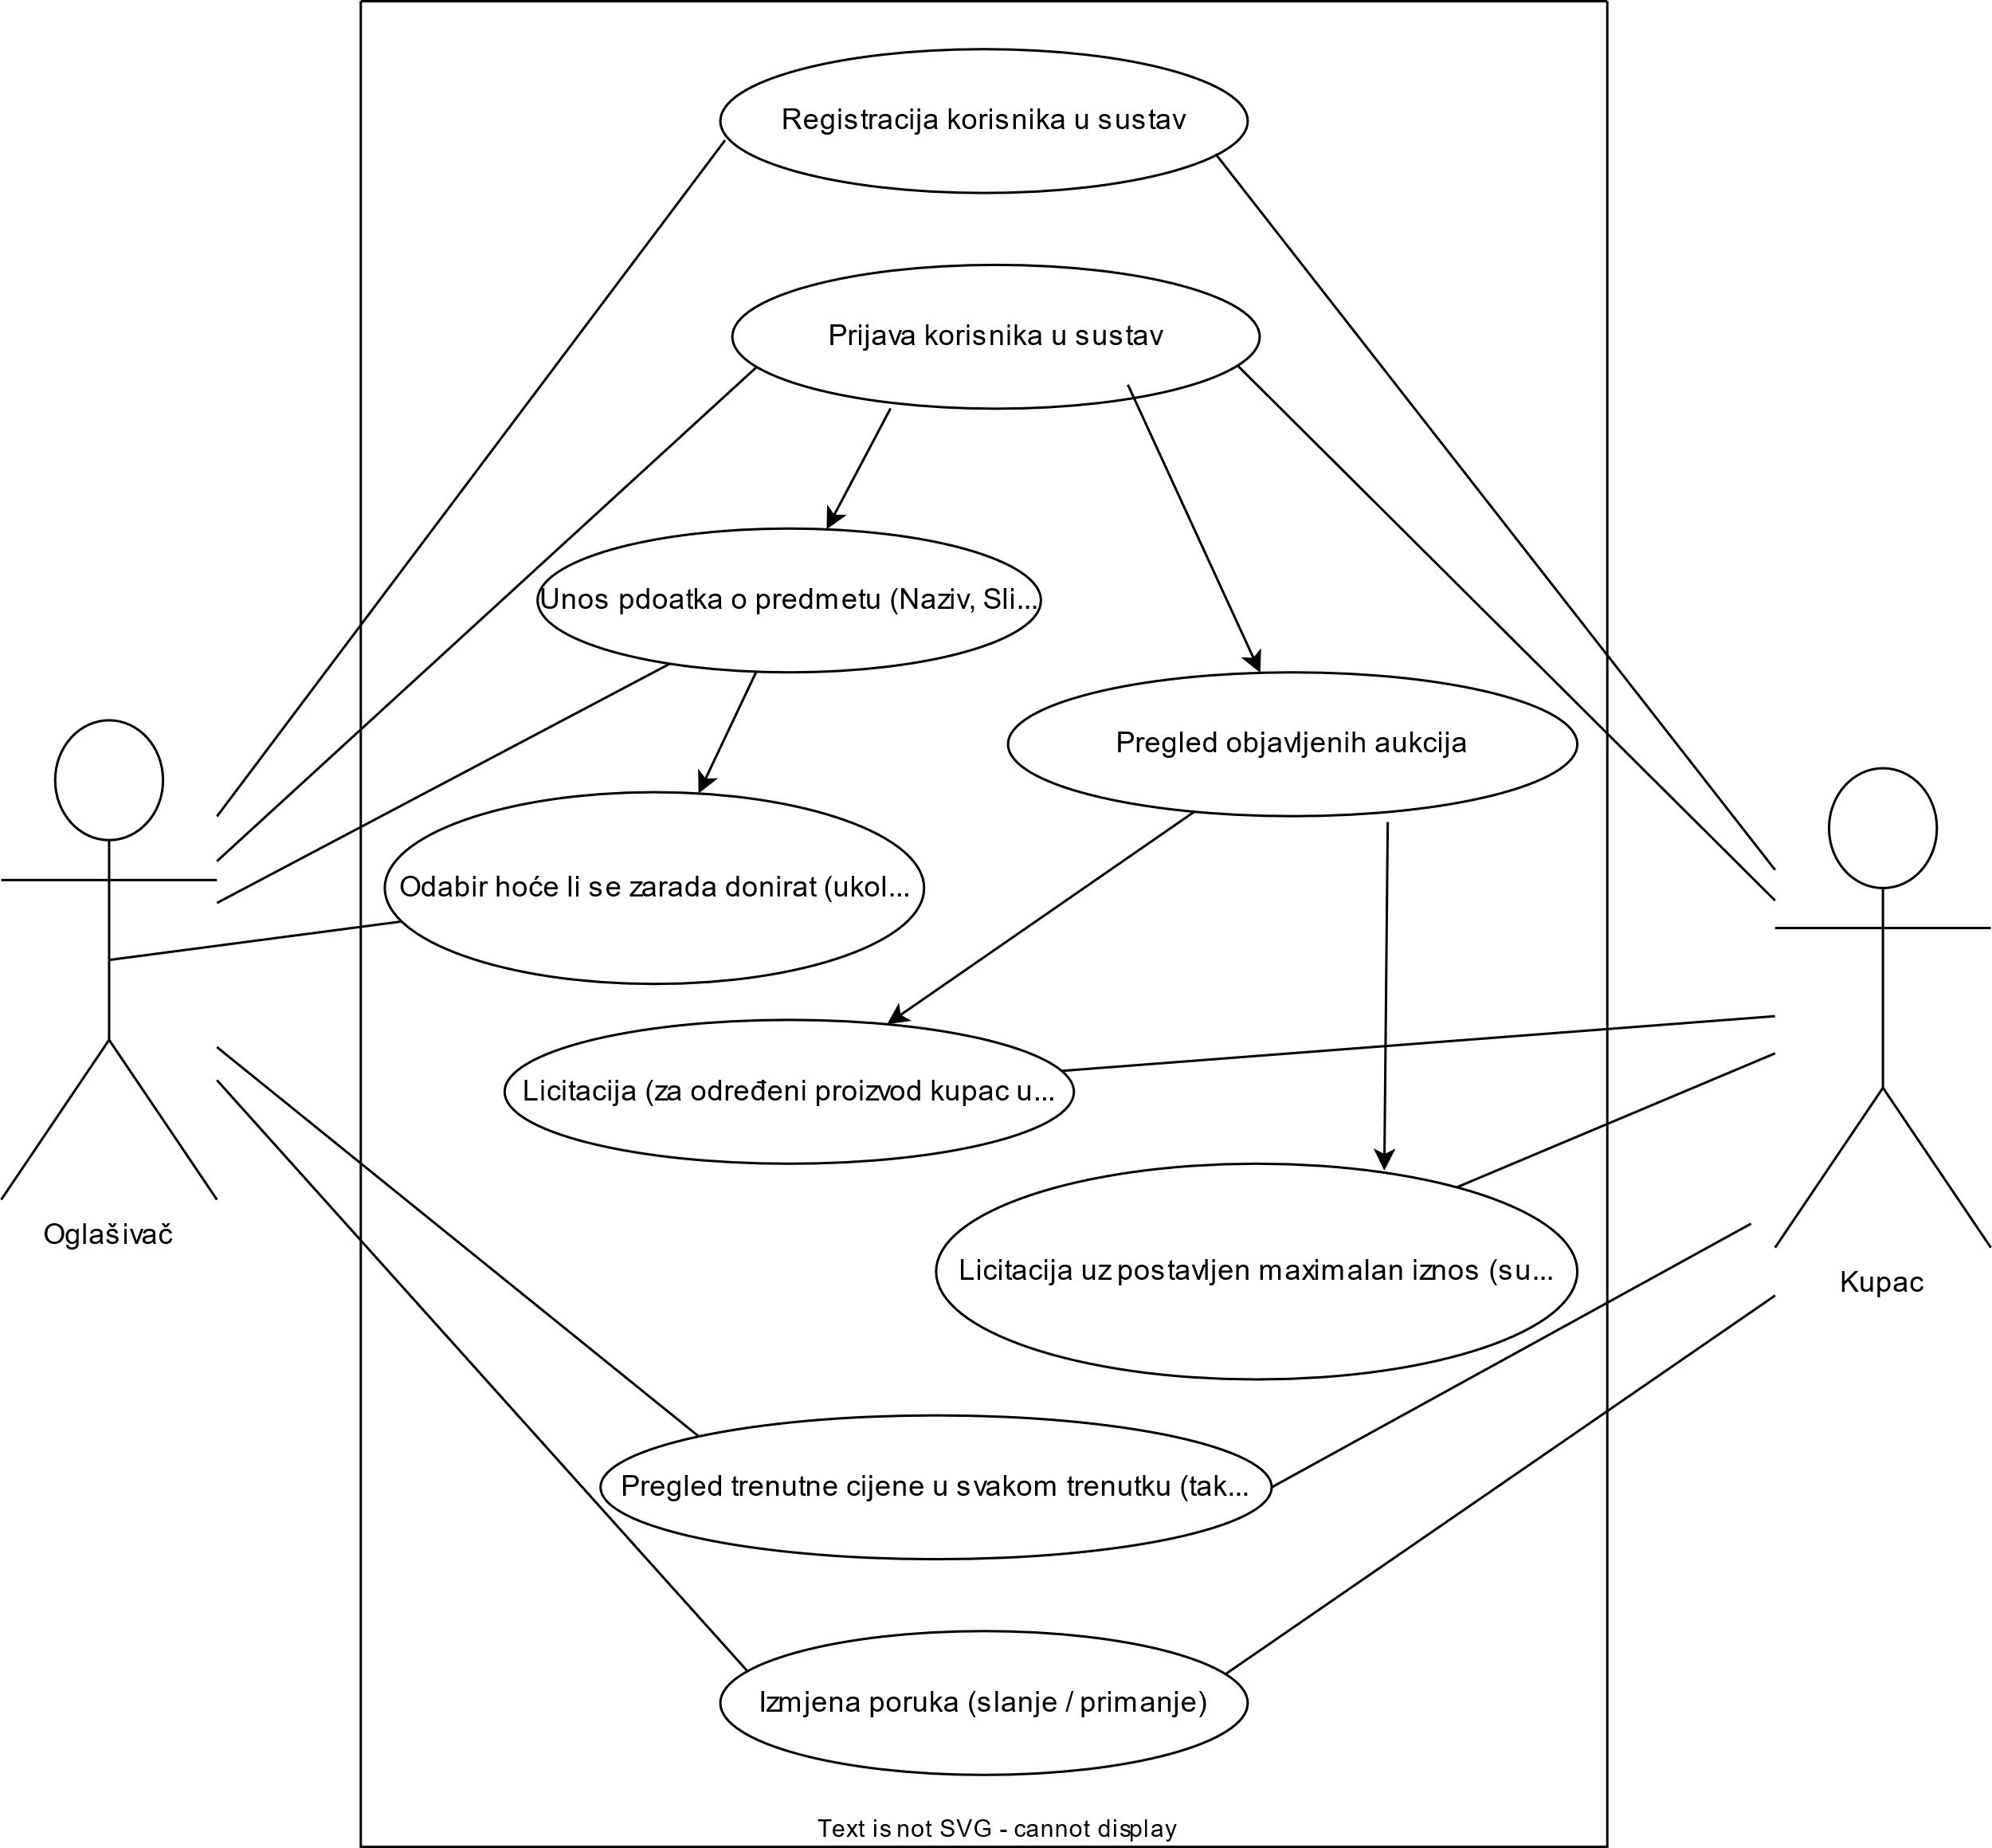 Registracija korisnika u sustav
Prijava korisnika u sustav
Unos pdoatka o predmetu (Naziv, Sli...
Pregled objavljenih aukcija
Odabir hoće li se zarada donirat (ukol...
Licitacija (za određeni proizvod kupac u...
Oglašivač
Licitacija uz postavljen maximalan iznos (su...
Kupac
Pregled trenutne cijene u svakom trenutku (tak...
Izmjena poruka (slanje / primanje)
Text is not SVG - cannot display